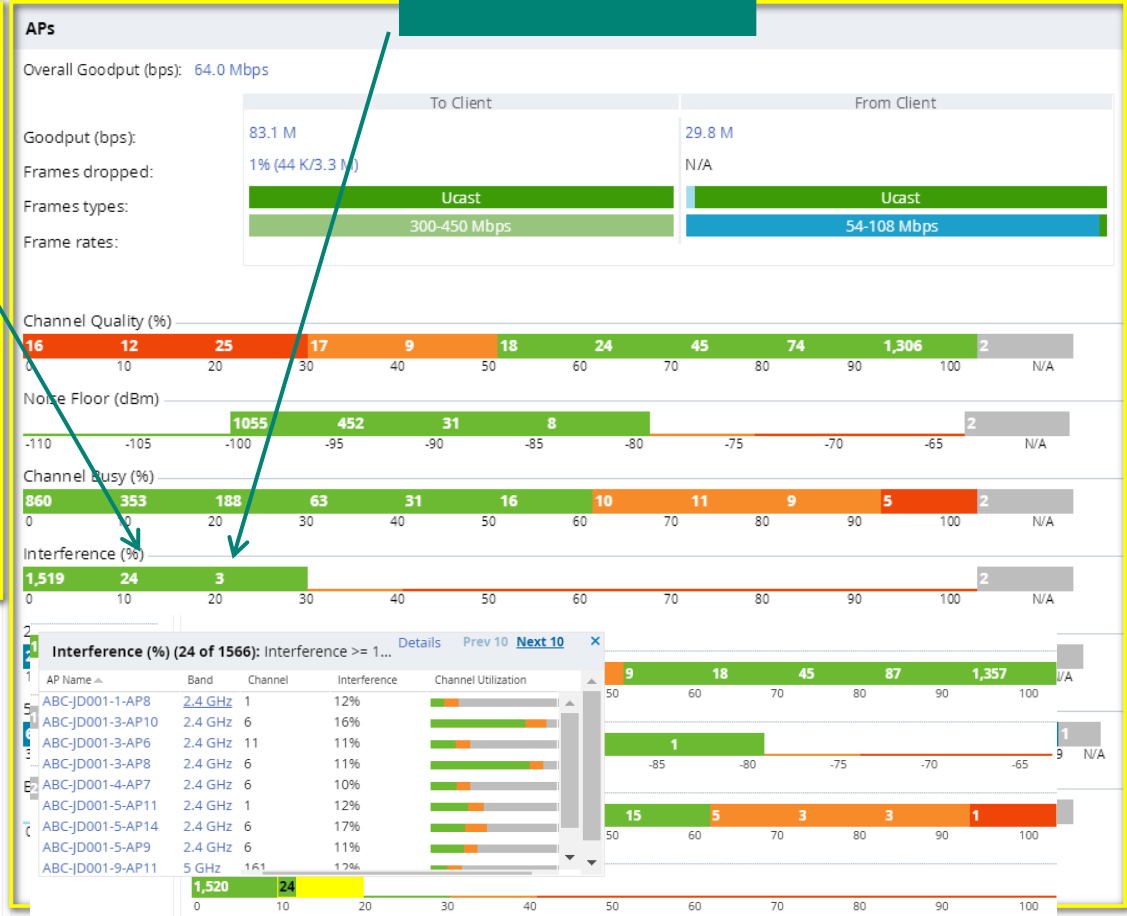 APs
Overall Goodput (bps): 64.0 Mbps
To Client From Client
Goodput (bps): 83.1 M 29.8 M
Frames dropped: 1% (44 K/3.3 M) N/A
Frames types: Ucast Ucast
Frame rates: 300-450 Mbps 54-108 Mbps
Channel Quality (%)
16 12 25 17 9 18 24 45 74 1,306 2
0 10 20 30 40 50 60 70 80 90 100 N/A
Noise Floor (dBm)
1055 452 31 8 2
-110 -105 -100 -95 -90 -85 -80 -75 -70 -65 N/A
Channel Busy (%)
860 353 188 63 31 16 10 11 9 5 2
0 10 20 30 40 50 60 70 80 90 100 N/A
Interference (%)
1,519 24 3 2
0 10 20 30 40 50 60 70 80 90 100 N/A
Interference (%) (24 of 1566): Interference >= 1... Details Prev 10 Next 10 ×
AP Name Band Channel Interference Channel Utilization
ABC-JD001-1-AP8 2.4 GHz 1 12%
ABC-JD001-3-AP10 2.4 GHz 6 16%
ABC-JD001-3-AP6 2.4 GHz 11 11%
ABC-JD001-3-AP8 2.4 GHz 6 11%
ABC-JD001-4-AP7 2.4 GHz 6 10%
ABC-JD001-5-AP11 2.4 GHz 1 12%
ABC-JD001-5-AP14 2.4 GHz 6 17%
ABC-JD001-5-AP9 2.4 GHz 6 11%
ABC-JD001-9-AP11 5 GHz 161 12%
9 18 45 87 1,357
50 60 70 80 90 100
1 1
-85 -80 -75 -70 -65 9 N/A
15 5 3 3 1
50 60 70 80 90 100
1,520 24
0 10 20 30 40 50 60 70 80 90 100